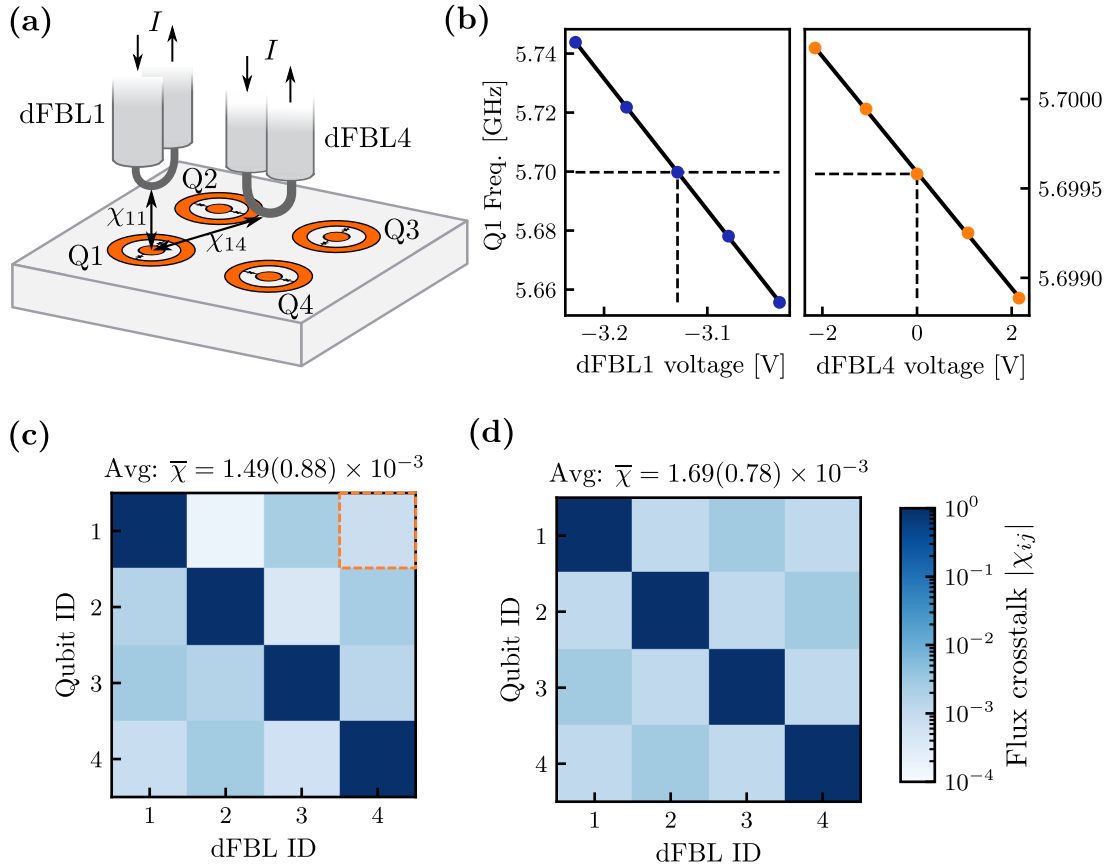 (a)
I
I
dFBL1
dFBL4
Q2
χ11
χ14
Q1
Q3
Q4
(b)
Q1 Freq. [GHz]
5.74
5.72
5.70
5.68
5.66
−3.2
−3.1
dFBL1 voltage [V]
5.7000
5.6995
5.6990
−2
0
2
dFBL4 voltage [V]
(c)
Avg: χ̅ = 1.49(0.88) × 10⁻³
Qubit ID
1
2
3
4
1 2 3 4
dFBL ID
(d)
Avg: χ̅ = 1.69(0.78) × 10⁻³
Qubit ID
1
2
3
4
1 2 3 4
dFBL ID
10⁰
10⁻¹
10⁻²
10⁻³
10⁻⁴
Flux crosstalk |χij|